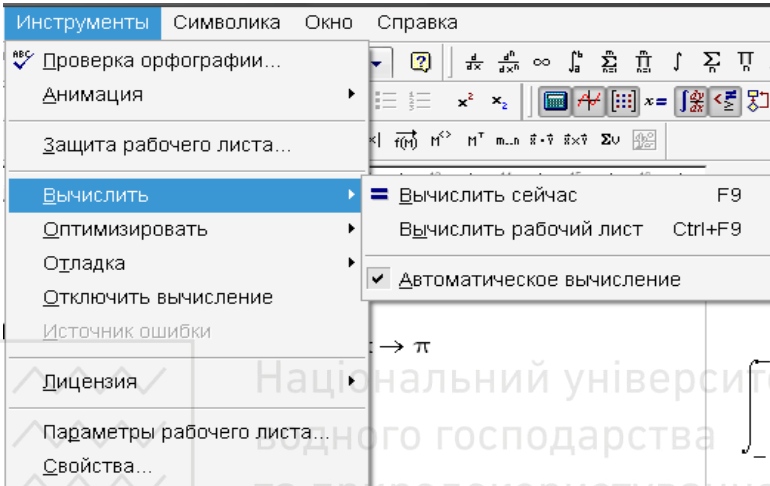 Инструменты Символика Окно Справка
Проверка орфографии...
Анимация
Защита рабочего листа...
Вычислить
Вычислить сейчас F9
Оптимизировать
Вычислить рабочий лист Ctrl+F9
Отладка
Автоматическое вычисление
Отключить вычисление
Источник ошибки
→ π
Лицензия
Національний університ
Параметры рабочего листа...
водного господарства
Свойства...